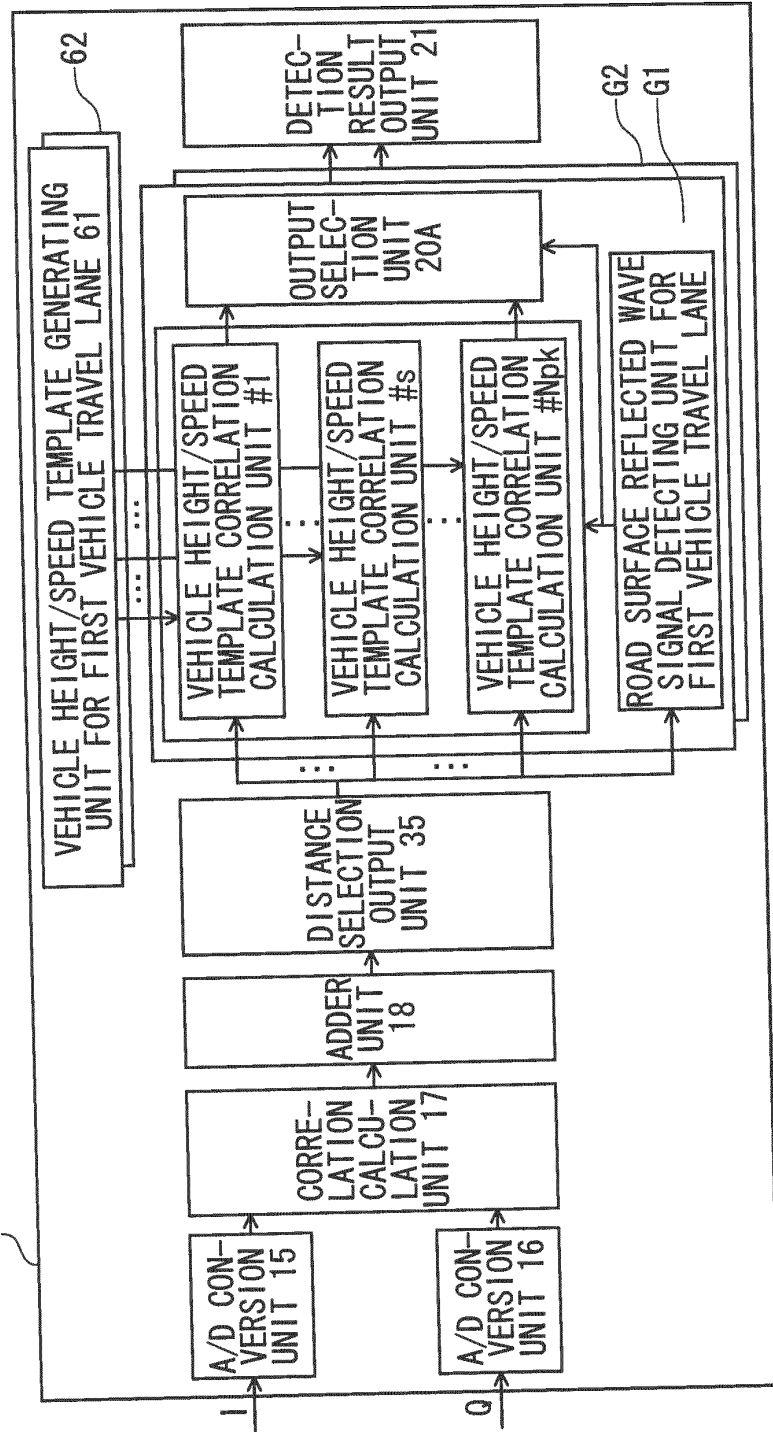 I
Q
A/D CON-
VERSION
UNIT 15
A/D CON-
VERSION
UNIT 16
CORRE-
LATION
CALCU-
LATION
UNIT 17
ADDER
UNIT
18
DISTANCE
SELECTION
OUTPUT
UNIT 35
VEHICLE HEIGHT/SPEED TEMPLATE GENERATING
UNIT FOR FIRST VEHICLE TRAVEL LANE 61
62
...
...
VEHICLE HEIGHT/SPEED
TEMPLATE CORRELATION
CALCULATION UNIT #1
...
...
VEHICLE HEIGHT/SPEED
TEMPLATE CORRELATION
CALCULATION UNIT #s
...
...
VEHICLE HEIGHT/SPEED
TEMPLATE CORRELATION
CALCULATION UNIT #Npk
ROAD SURFACE REFLECTED WAVE
SIGNAL DETECTING UNIT FOR
FIRST VEHICLE TRAVEL LANE
OUTPUT
SELEC-
TION
UNIT
20A
DETEC-
TION
RESULT
OUTPUT
UNIT 21
G2
G1